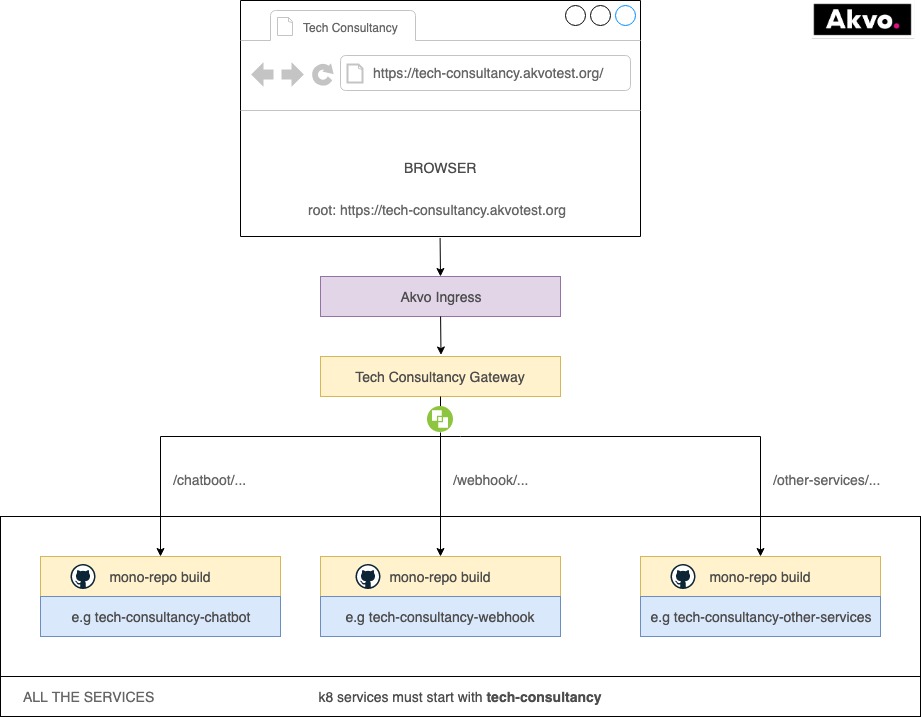 Tech Consultancy
Akvo.
https://tech-consultancy.akvotest.org/
BROWSER
root: https://tech-consultancy.akvotest.org
Akvo Ingress
Tech Consultancy Gateway
/chatboot/...
/webhook/...
/other-services/...
mono-repo build
mono-repo build
mono-repo build
e.g tech-consultancy-chatbot
e.g tech-consultancy-webhook
e.g tech-consultancy-other-services
ALL THE SERVICES
k8 services must start with tech-consultancy